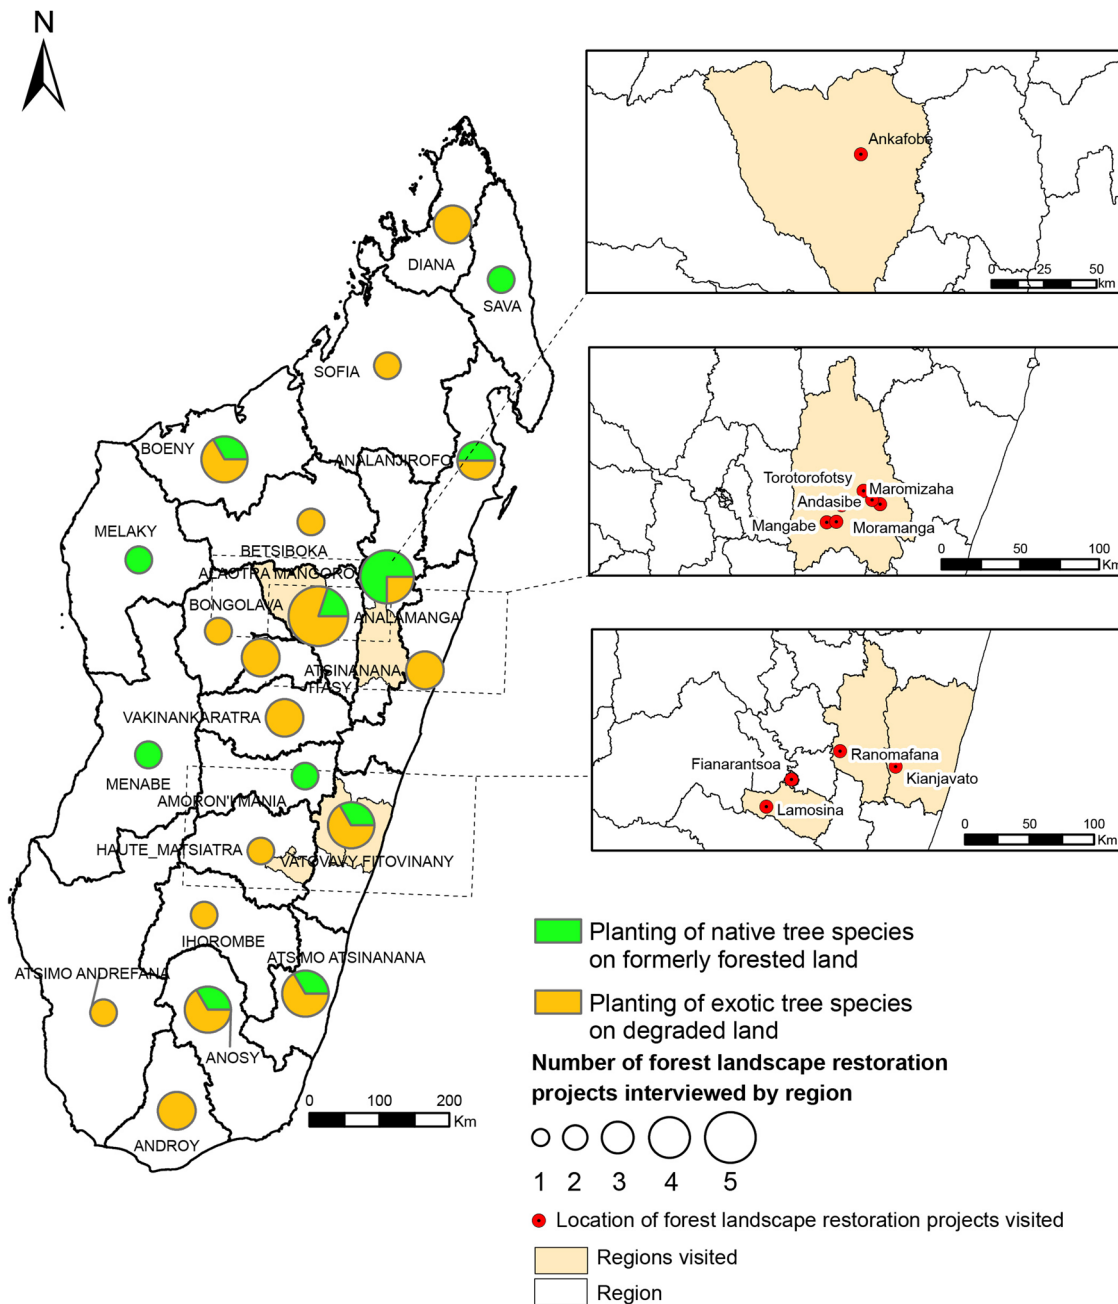 N
DIANA
SAVA
SOFIA
BOENY
ANALANJIROFO
MELAKY
BETSIBOKA
ALAOTRA MANGORO
BONGOLAVA
ANALAMANGA
ATSINANANA
ITASY
VAKINANKARATRA
MENABE
AMORON'I MANIA
HAUTE_MATSIATRA
VATOVAVY FITOVINANY
IHOROMBE
ATSIMO ANDREFANA
ATSIMO ATSINANANA
ANOSY
ANDROY
0 100 200
Km
Ankafobe
0 25 50
Km
Torotorofotsy
Maromizaha
Andasibe
Mangabe
Moramanga
0 50 100
Km
Ranomafana
Fianarantsoa
Kianjavato
Lamosina
0 50 100
Km
Planting of native tree species
on formerly forested land
Planting of exotic tree species
on degraded land
Number of forest landscape restoration
projects interviewed by region
1 2 3 4 5
Location of forest landscape restoration projects visited
Regions visited
Region